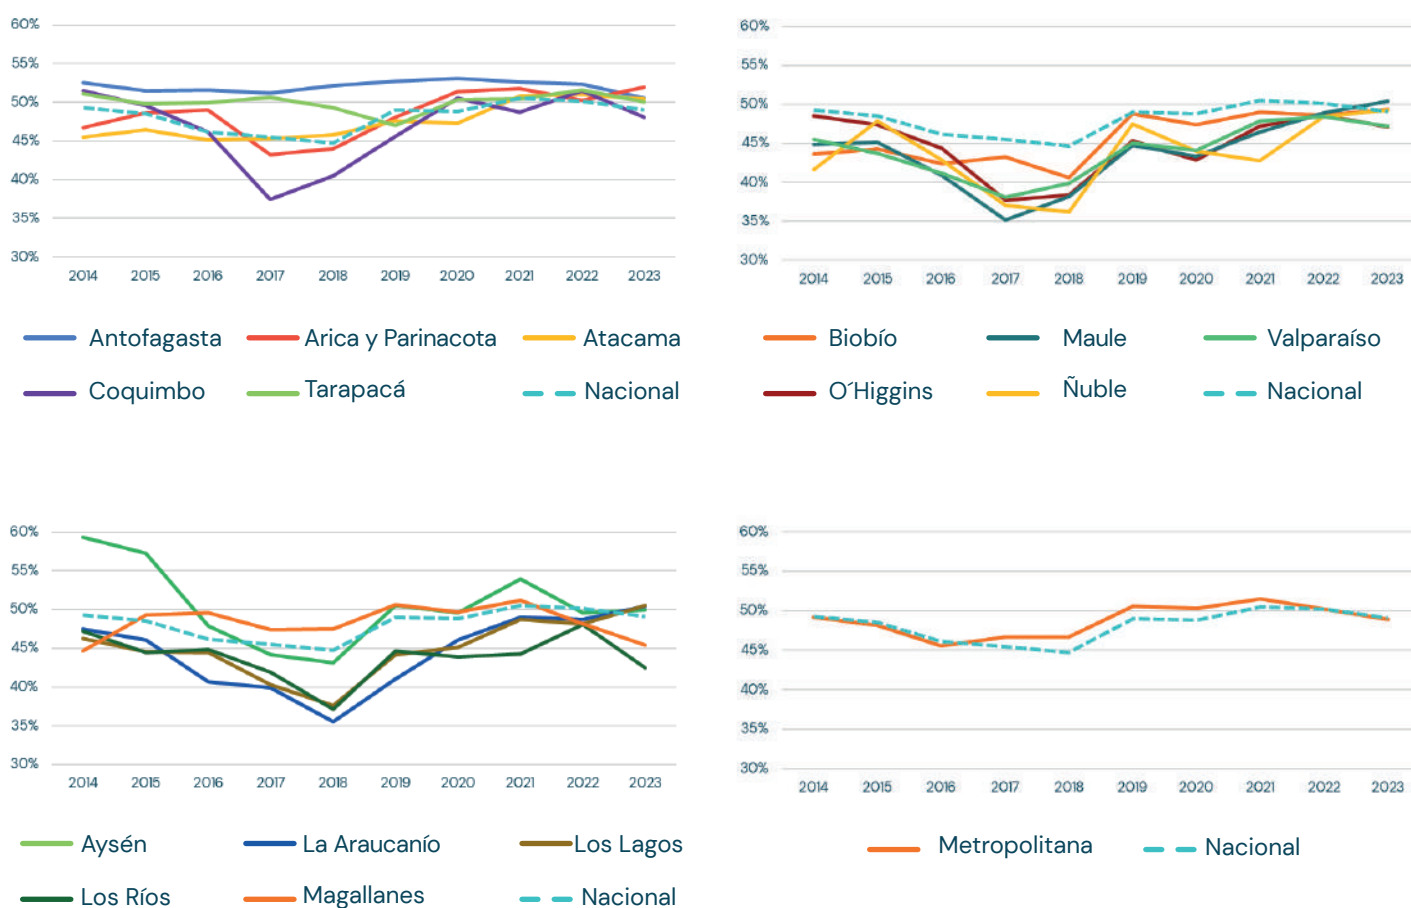 60%
55%
50%
45%
40%
35%
30%
2014 2015 2016 2017 2018 2019 2020 2021 2022 2023
Antofagasta Arica y Parinacota Atacama
Coquimbo Tarapacá Nacional
60%
55%
50%
45%
40%
35%
30%
2014 2015 2016 2017 2018 2019 2020 2021 2022 2023
Biobío Maule Valparaíso
O´Higgins Ñuble Nacional
60%
55%
50%
45%
40%
35%
30%
2014 2015 2016 2017 2018 2019 2020 2021 2022 2023
Aysén La Araucanío Los Lagos
Los Ríos Magallanes Nacional
60%
55%
50%
45%
40%
35%
30%
2014 2015 2016 2017 2018 2019 2020 2021 2022 2023
Metropolitana Nacional